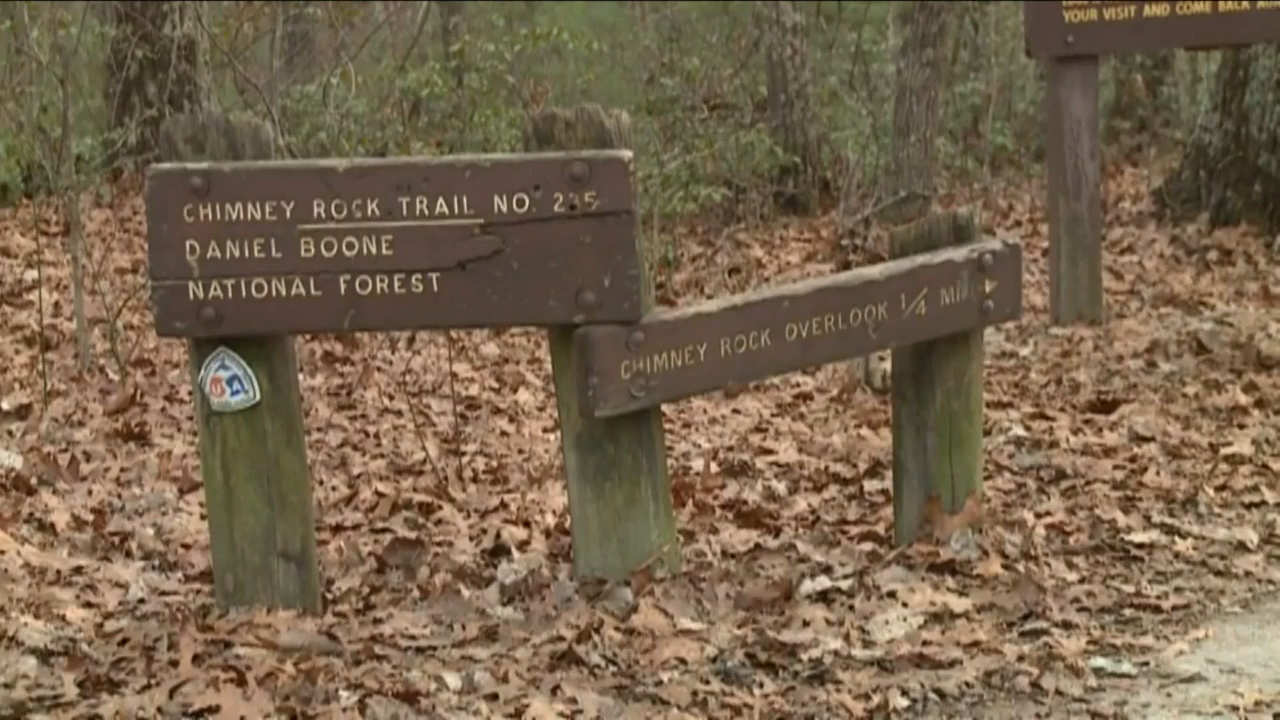 YOUR VISIT AND COME BACK
CHIMNEY ROCK TRAIL NO. 235
DANIEL BOONE
NATIONAL FOREST
CHIMNEY ROCK OVERLOOK 1/4